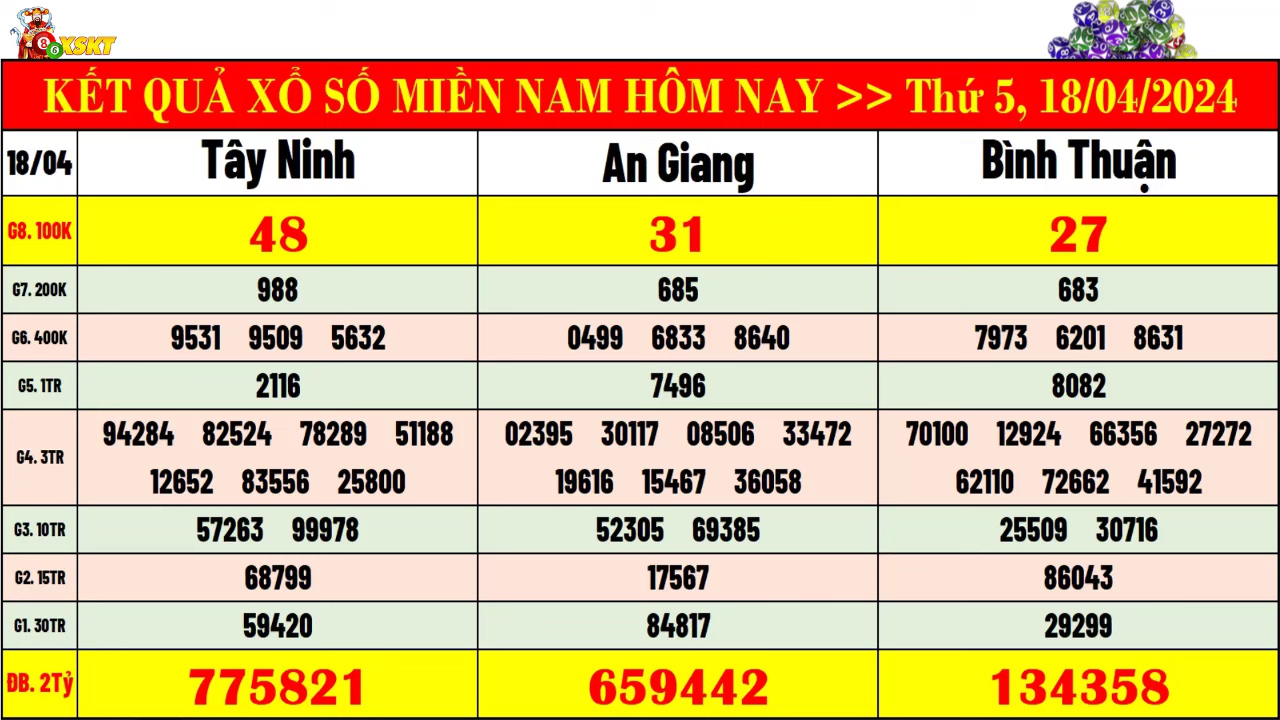 XSKT
KẾT QUẢ XỔ SỐ MIỀN NAM HÔM NAY >> Thứ 5, 18/04/2024
18/04 Tây Ninh An Giang Bình Thuận
G8. 100K 48 31 27
G7. 200K 988 685 683
G6. 400K 9531 9509 5632 0499 6833 8640 7973 6201 8631
G5. 1TR 2116 7496 8082
94284 82524 78289 51188 02395 30117 08506 33472 70100 12924 66356 27272
G4. 3TR
12652 83556 25800 19616 15467 36058 62110 72662 41592
G3. 10TR 57263 99978 52305 69385 25509 30716
G2. 15TR 68799 17567 86043
G1. 30TR 59420 84817 29299
ĐB. 2Tỷ 775821 659442 134358